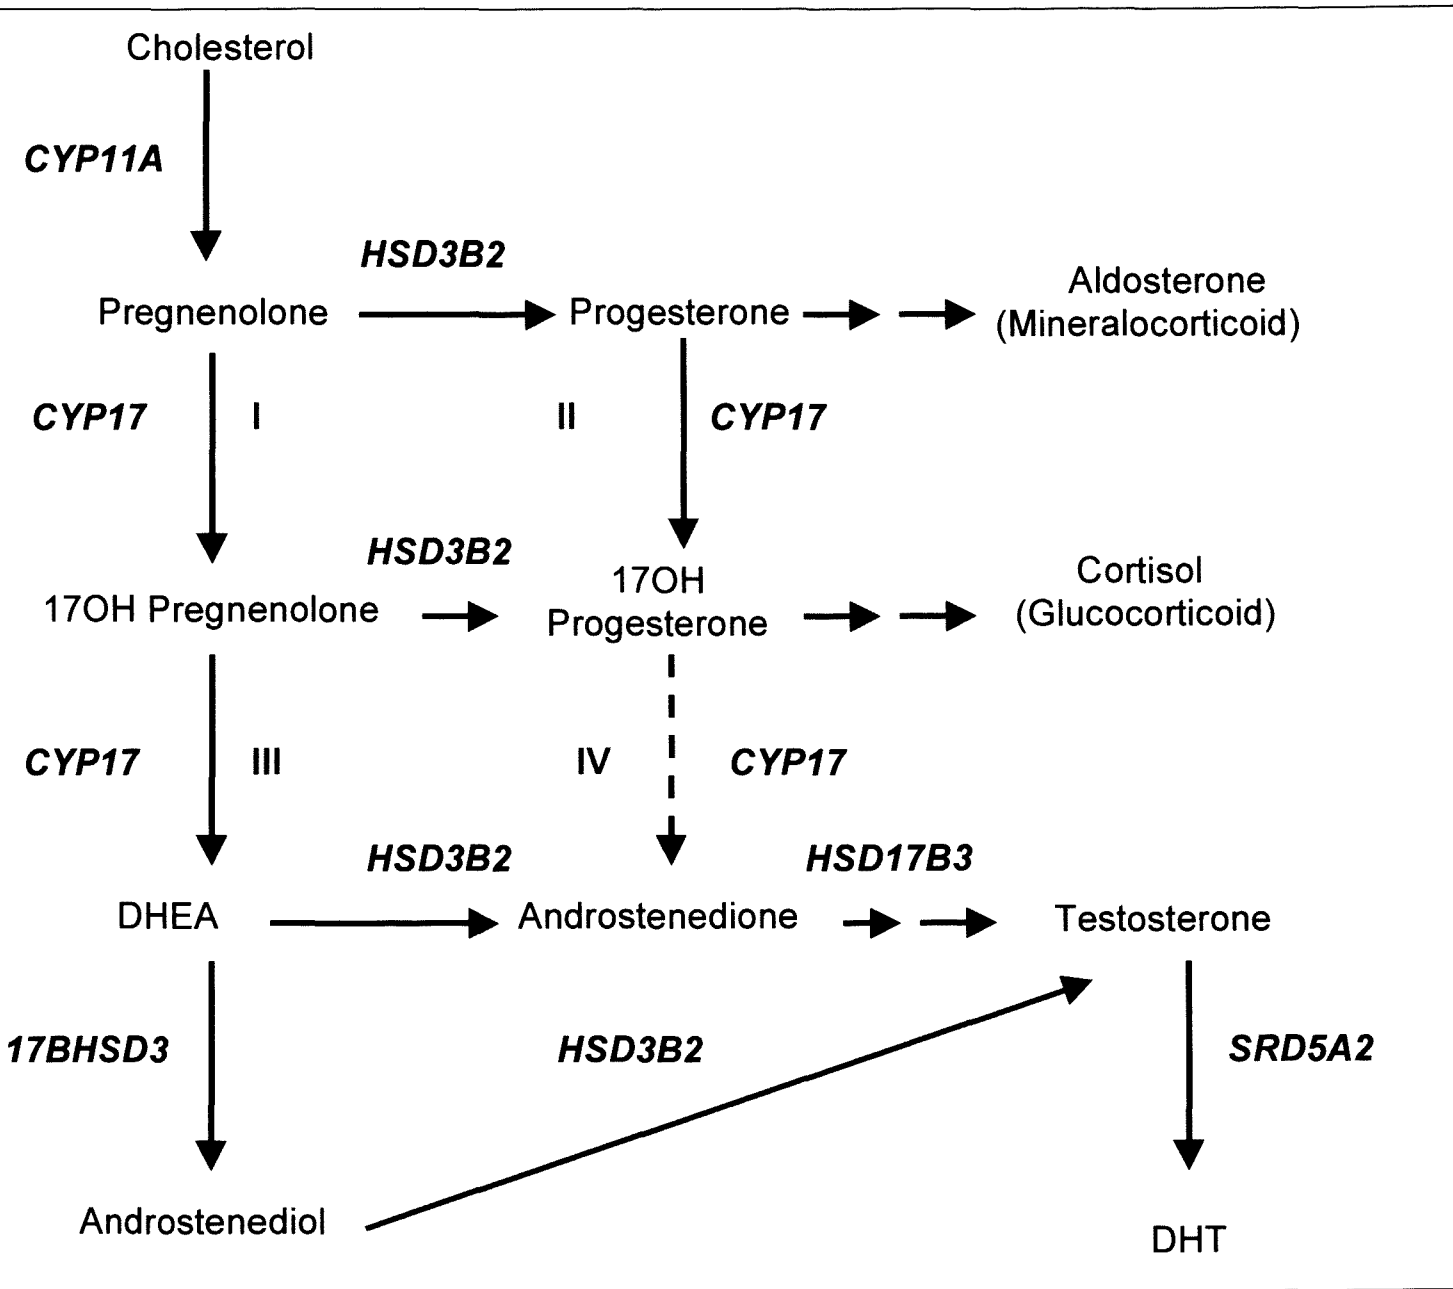 Cholesterol
CYP11A
HSD3B2
Pregnenolone
Progesterone
Aldosterone
(Mineralocorticoid)
CYP17
I
II
CYP17
HSD3B2
17OH Pregnenolone
17OH
Progesterone
Cortisol
(Glucocorticoid)
CYP17
III
IV
CYP17
HSD3B2
HSD17B3
DHEA
Androstenedione
Testosterone
17BHSD3
HSD3B2
SRD5A2
Androstenediol
DHT